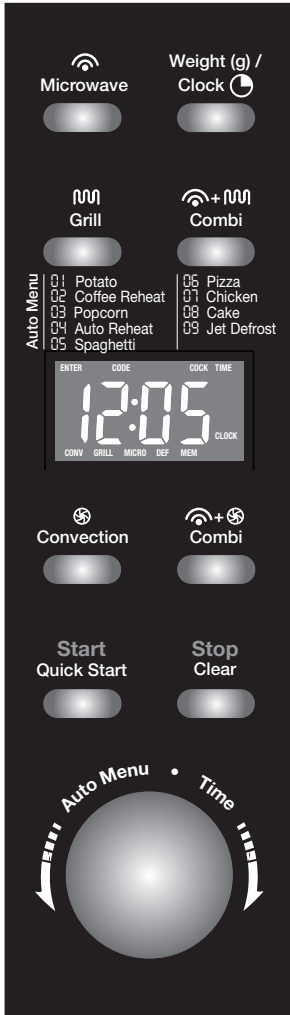 Microwave
Weight (g) /
Clock
Grill
+
Combi
Auto Menu
01 Potato
02 Coffee Reheat
03 Popcorn
04 Auto Reheat
05 Spaghetti
06 Pizza
07 Chicken
08 Cake
09 Jet Defrost
ENTER CODE COCK TIME
12:05
CLOCK
CONV GRILL MICRO DEF MEM
Convection
+
Combi
Start
Quick Start
Stop
Clear
Auto Menu • Time